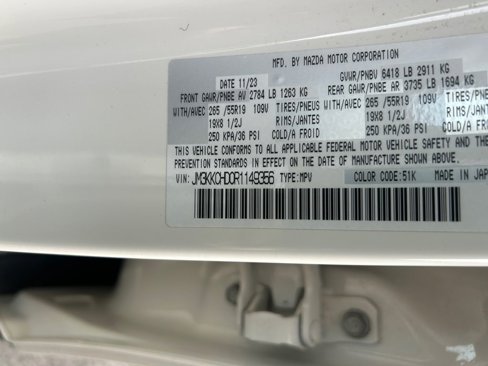 MFD. BY MAZDA MOTOR CORPORATION
DATE 11/23 GVWR/PNBV 6418 LB 2911 KG
FRONT GAWR/PNBE AV 2784 LB 1263 KG REAR GAWR/PNBE AR 3735 LB 1694 KG
WITH/AVEC 265 /55R19 109V TIRES/PNEUS WITH/AVEC 265 /55R19 109V TIRES/PNEUS
19X8 1/2J RIMS/JANTES 19X8 1/2J RIMS/JANTES
250 KPA/36 PSI COLD/A FROID 250 KPA/36 PSI COLD/A FROID
THIS VEHICLE CONFORMS TO ALL APPLICABLE FEDERAL MOTOR VEHICLE SAFETY AND
PREVENTION STANDARDS IN EFFECT ON THE DATE OF MANUFACTURE SHOWN ABOVE.
VIN: JM3KKCHD0R1149356 TYPE:MPV COLOR CODE:51K MADE IN JAP